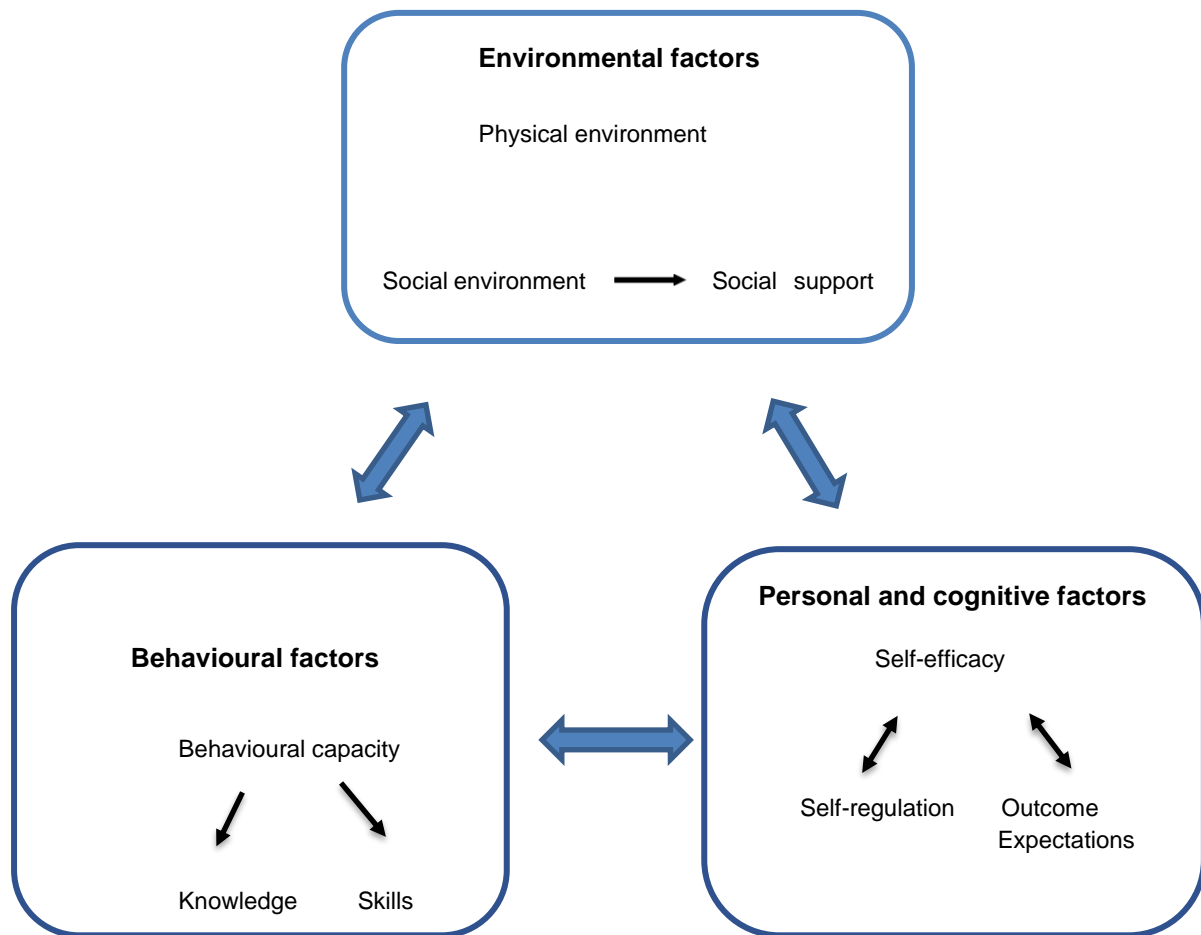 Environmental factors
Physical environment
Social environment
Social support
Behavioural factors
Behavioural capacity
Knowledge
Skills
Personal and cognitive factors
Self-efficacy
Self-regulation
Outcome
Expectations